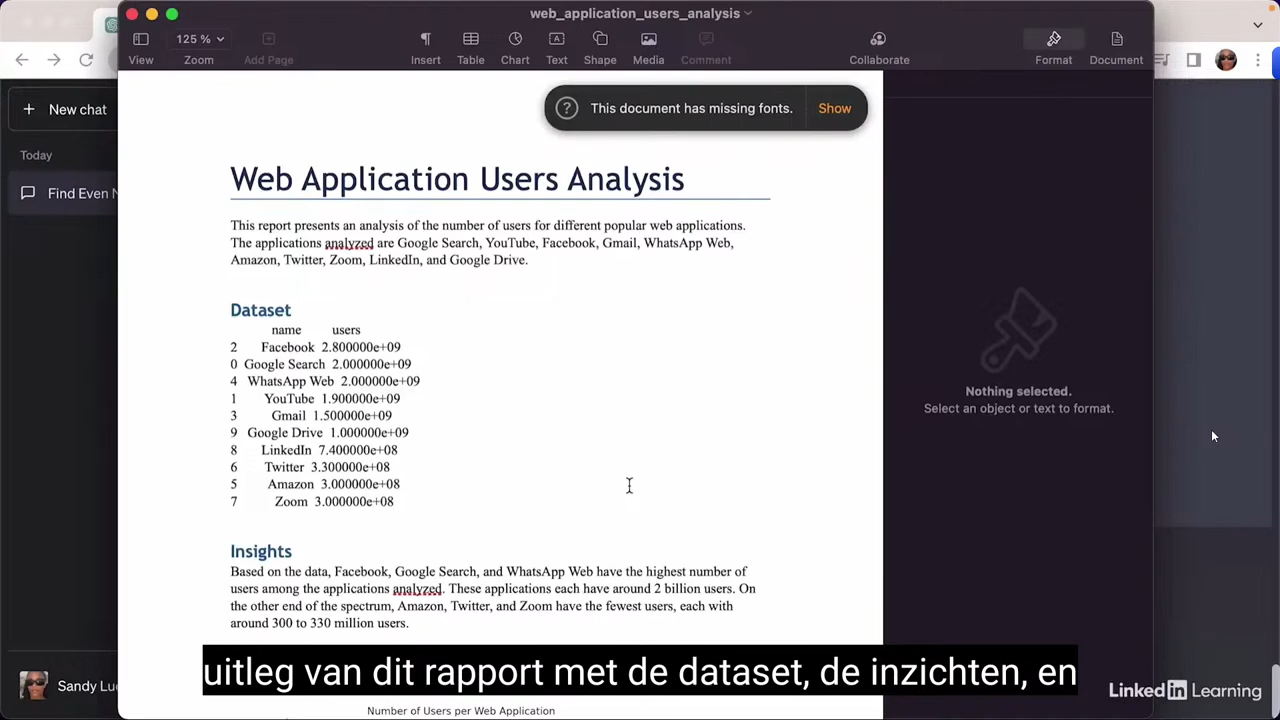 web_application_users_analysis
125 %
View
Zoom
Add Page
Insert
Table
Chart
Text
Shape
Media
Comment
Collaborate
Format
Document
New chat
Today
Find Even N
This document has missing fonts. Show
Web Application Users Analysis
This report presents an analysis of the number of users for different popular web applications.
The applications analyzed are Google Search, YouTube, Facebook, Gmail, WhatsApp Web,
Amazon, Twitter, Zoom, LinkedIn, and Google Drive.
Dataset
name users
2 Facebook 2.800000e+09
0 Google Search 2.000000e+09
4 WhatsApp Web 2.000000e+09
1 YouTube 1.900000e+09
3 Gmail 1.500000e+09
9 Google Drive 1.000000e+09
8 LinkedIn 7.400000e+08
6 Twitter 3.300000e+08
5 Amazon 3.000000e+08
7 Zoom 3.000000e+08
Insights
Based on the data, Facebook, Google Search, and WhatsApp Web have the highest number of
users among the applications analyzed. These applications each have around 2 billion users. On
the other end of the spectrum, Amazon, Twitter, and Zoom have the fewest users, each with
around 300 to 330 million users.
Nothing selected.
Select an object or text to format.
uitleg van dit rapport met de dataset, de inzichten, en
Sandy Lu
LinkedIn Learning
Number of Users per Web Application